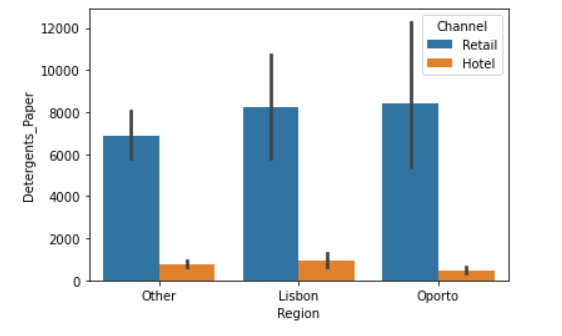 Channel
Retail
Hotel
12000
10000
8000
6000
4000
2000
0
Detergents_Paper
Other Lisbon Oporto
Region